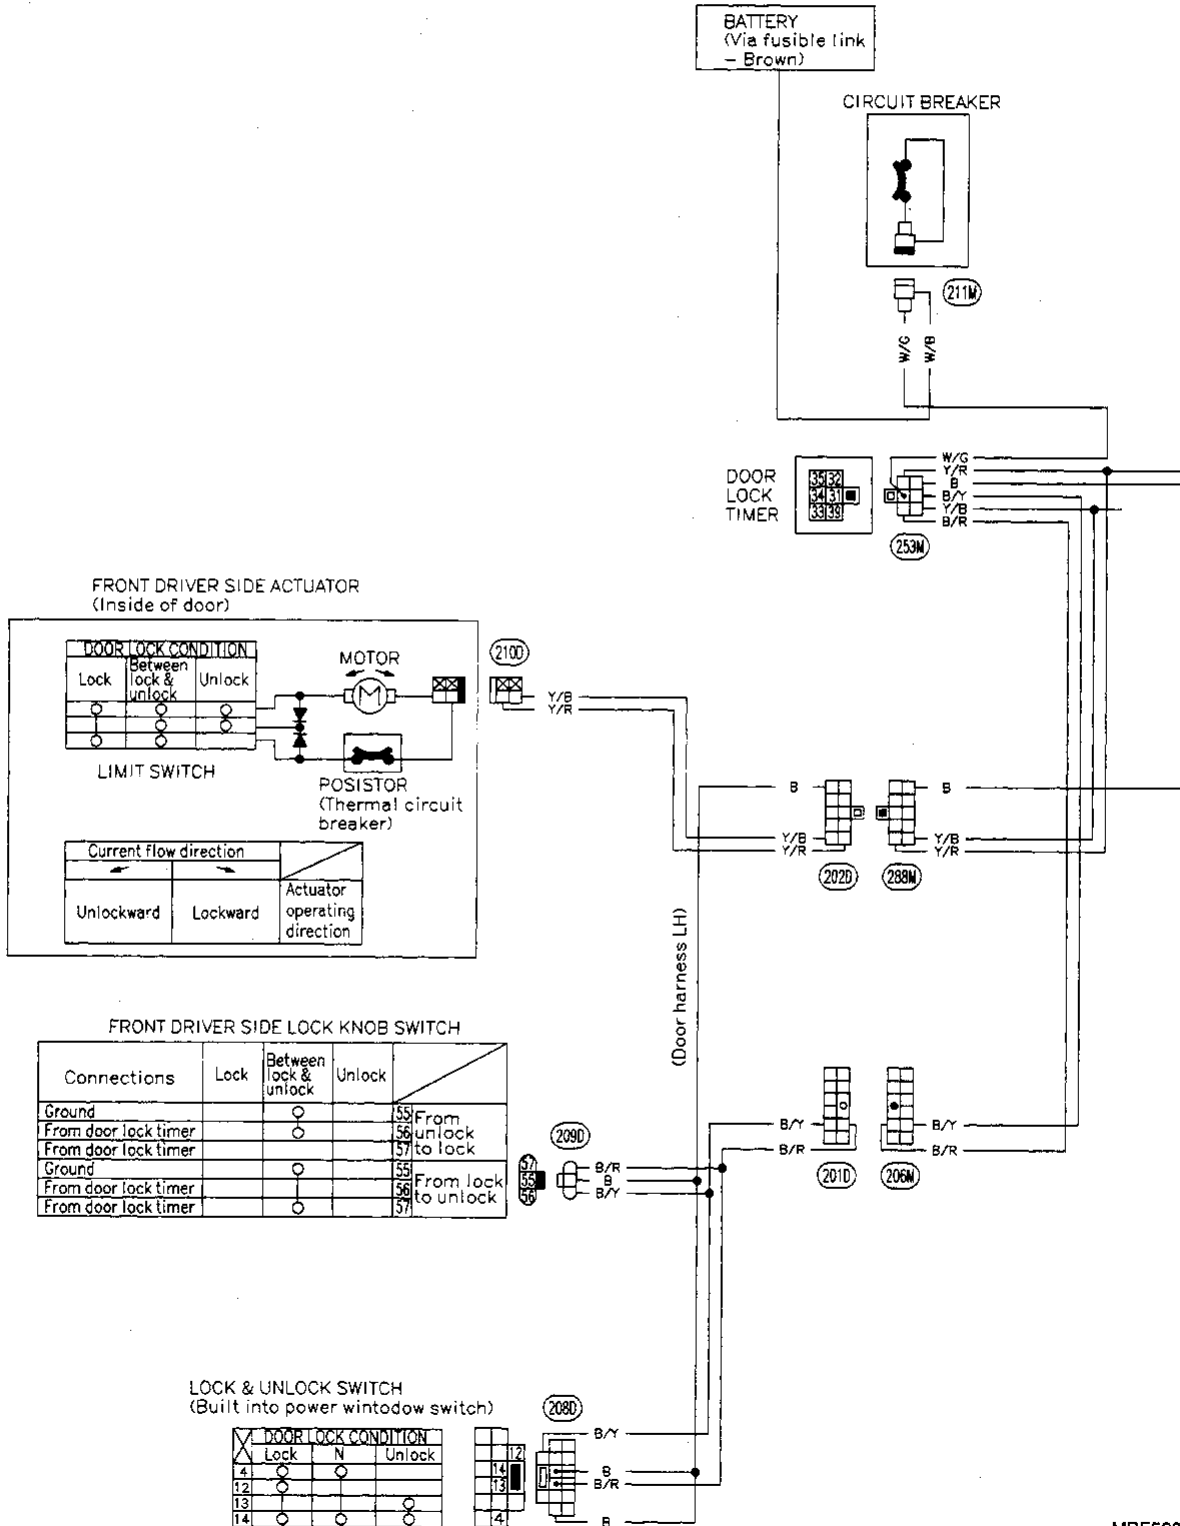 BATTERY
(Via fusible link
– Brown)
CIRCUIT BREAKER
211M
W/G
W/B
DOOR
LOCK
TIMER
35 32
34 31
33 39
W/G
Y/R
B
B/Y
Y/B
B/R
253M
FRONT DRIVER SIDE ACTUATOR
(Inside of door)
DOOR LOCK CONDITION
Lock
Between
lock &
unlock
Unlock
LIMIT SWITCH
MOTOR
M
POSISTOR
(Thermal circuit
breaker)
210D
Y/B
Y/R
Current flow direction
Unlockward
Lockward
Actuator
operating
direction
B
Y/B
Y/R
202D
288M
B
Y/B
Y/R
(Door harness LH)
FRONT DRIVER SIDE LOCK KNOB SWITCH
Connections
Lock
Between
lock &
unlock
Unlock
Ground 55
From door lock timer 56
From door lock timer 57
From
unlock
to lock
Ground 55
From door lock timer 56
From door lock timer 57
From lock
to unlock
209D
57
55
56
B/R
B
B/Y
B/Y
B/R
201D
206M
B/Y
B/R
LOCK & UNLOCK SWITCH
(Built into power wintodow switch)
DOOR LOCK CONDITION
Lock N Unlock
4
12
13
14
12
14
13
4
208D
B/Y
B
B/R
B